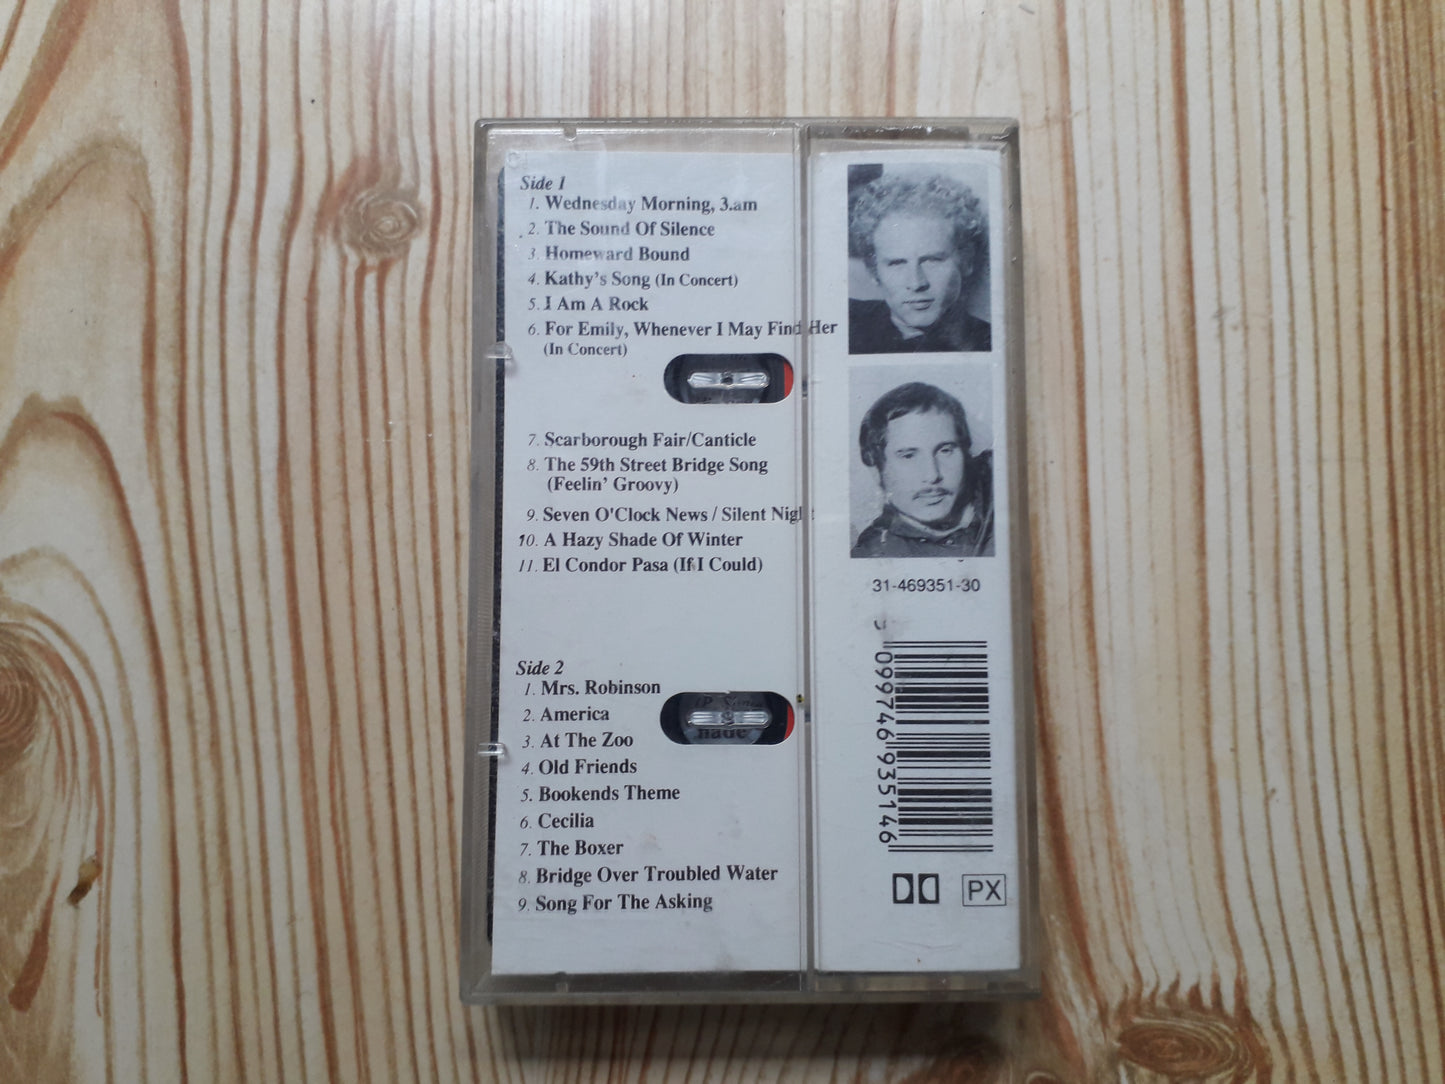 Side 1
1. Wednesday Morning, 3.am
2. The Sound Of Silence
3. Homeward Bound
4. Kathy's Song (In Concert)
5. I Am A Rock
6. For Emily, Whenever I May Find Her
(In Concert)
7. Scarborough Fair/Canticle
8. The 59th Street Bridge Song
(Feelin' Groovy)
9. Seven O'Clock News / Silent Night
10. A Hazy Shade Of Winter
11. El Condor Pasa (If I Could)
Side 2
1. Mrs. Robinson
2. America
3. At The Zoo
4. Old Friends
5. Bookends Theme
6. Cecilia
7. The Boxer
8. Bridge Over Troubled Water
9. Song For The Asking
31-469351-30
5 099746 935146
PX